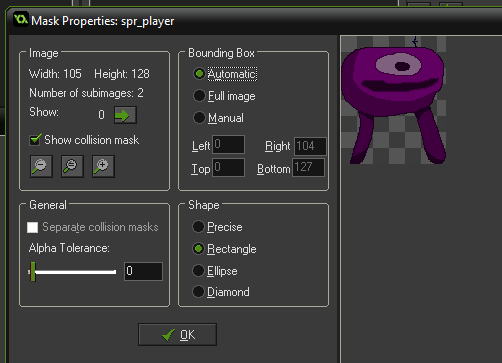 Mask Properties: spr_player
Image
Width: 105 Height: 128
Number of subimages: 2
Show: 0
Show collision mask
General
Separate collision masks
Alpha Tolerance:
0
Bounding Box
Automatic
Full image
Manual
Left 0 Right 104
Top 0 Bottom 127
Shape
Precise
Rectangle
Ellipse
Diamond
OK